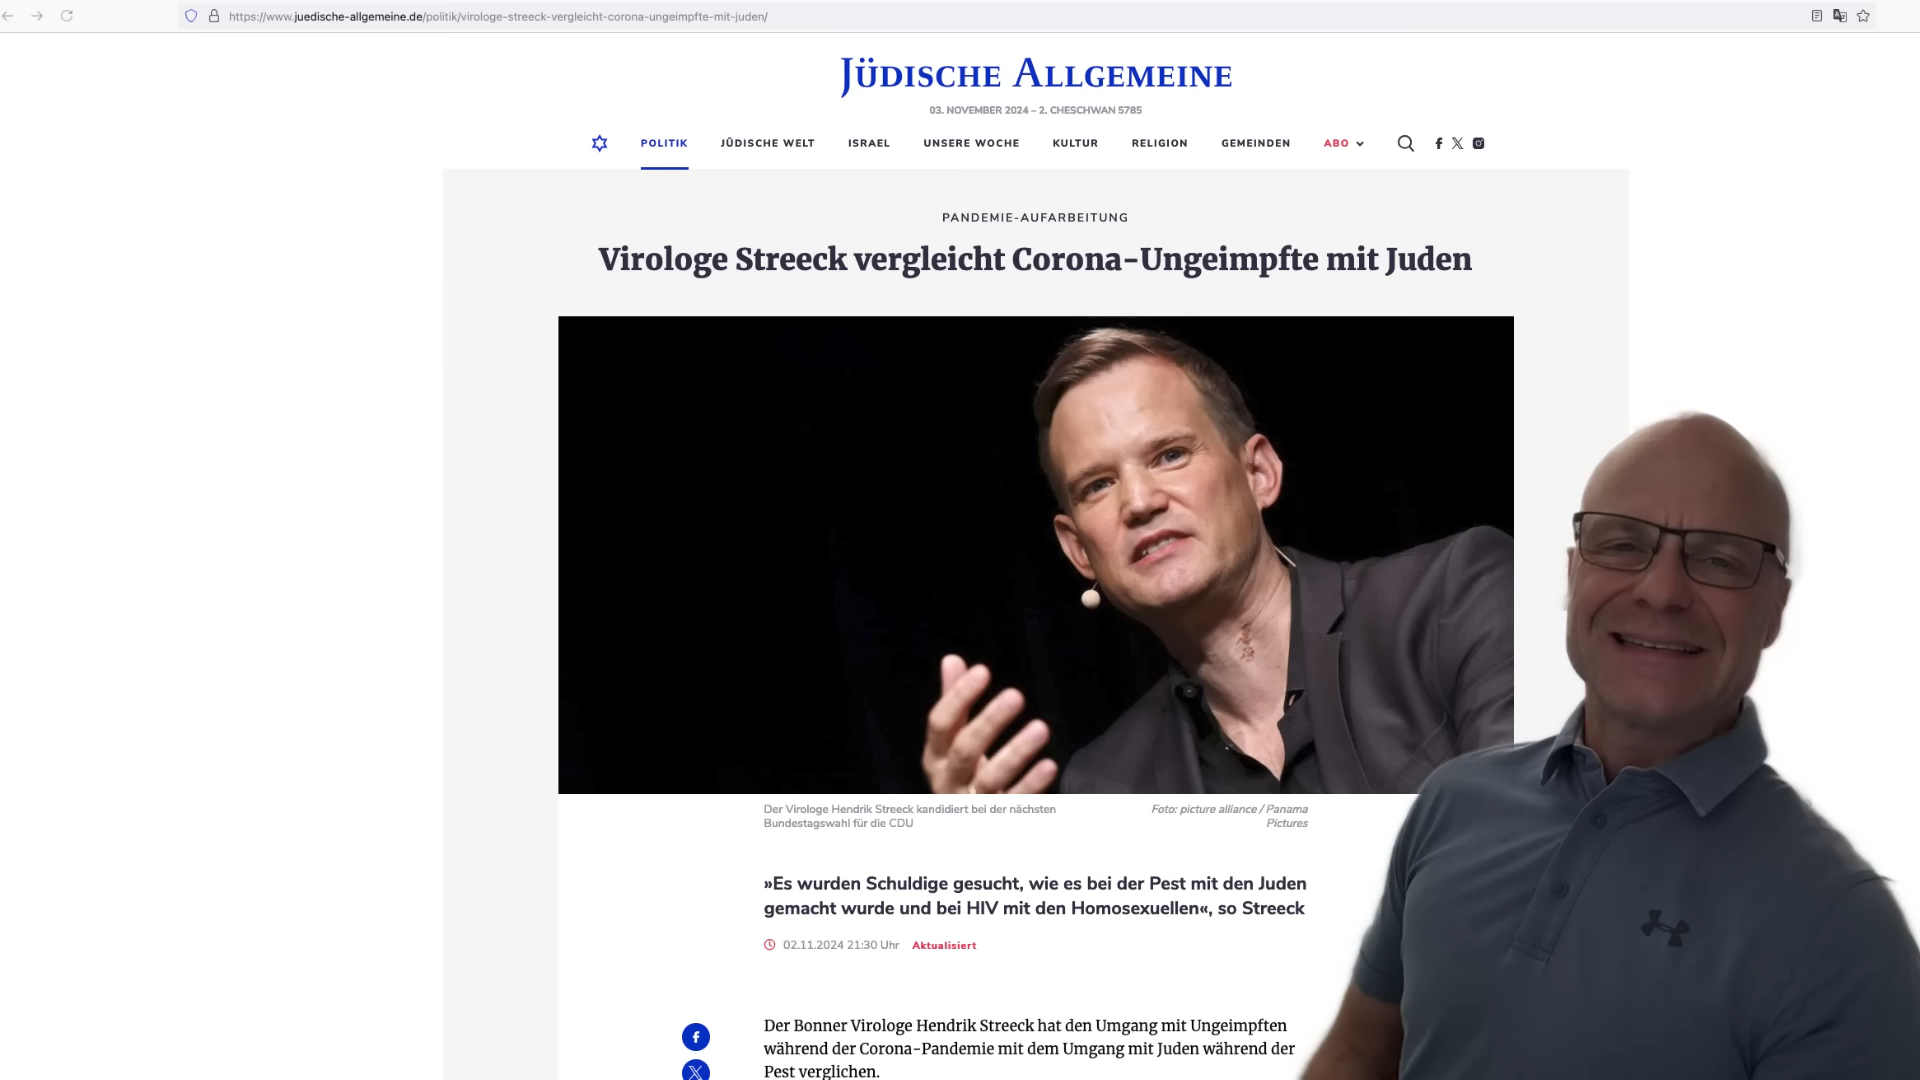 https://www.juedische-allgemeine.de/politik/virologe-streeck-vergleicht-corona-ungeimpfte-mit-juden/
JÜDISCHE ALLGEMEINE
03. NOVEMBER 2024 – 2. CHESCHWAN 5785
POLITIK JÜDISCHE WELT ISRAEL UNSERE WOCHE KULTUR RELIGION GEMEINDEN ABO
PANDEMIE-AUFARBEITUNG
Virologe Streeck vergleicht Corona-Ungeimpfte mit Juden
Der Virologe Hendrik Streeck kandidiert bei der nächsten
Bundestagswahl für die CDU
Foto: picture alliance / Panama
Pictures
»Es wurden Schuldige gesucht, wie es bei der Pest mit den Juden
gemacht wurde und bei HIV mit den Homosexuellen«, so Streeck
02.11.2024 21:30 Uhr Aktualisiert
Der Bonner Virologe Hendrik Streeck hat den Umgang mit Ungeimpften
während der Corona-Pandemie mit dem Umgang mit Juden während der
Pest verglichen.